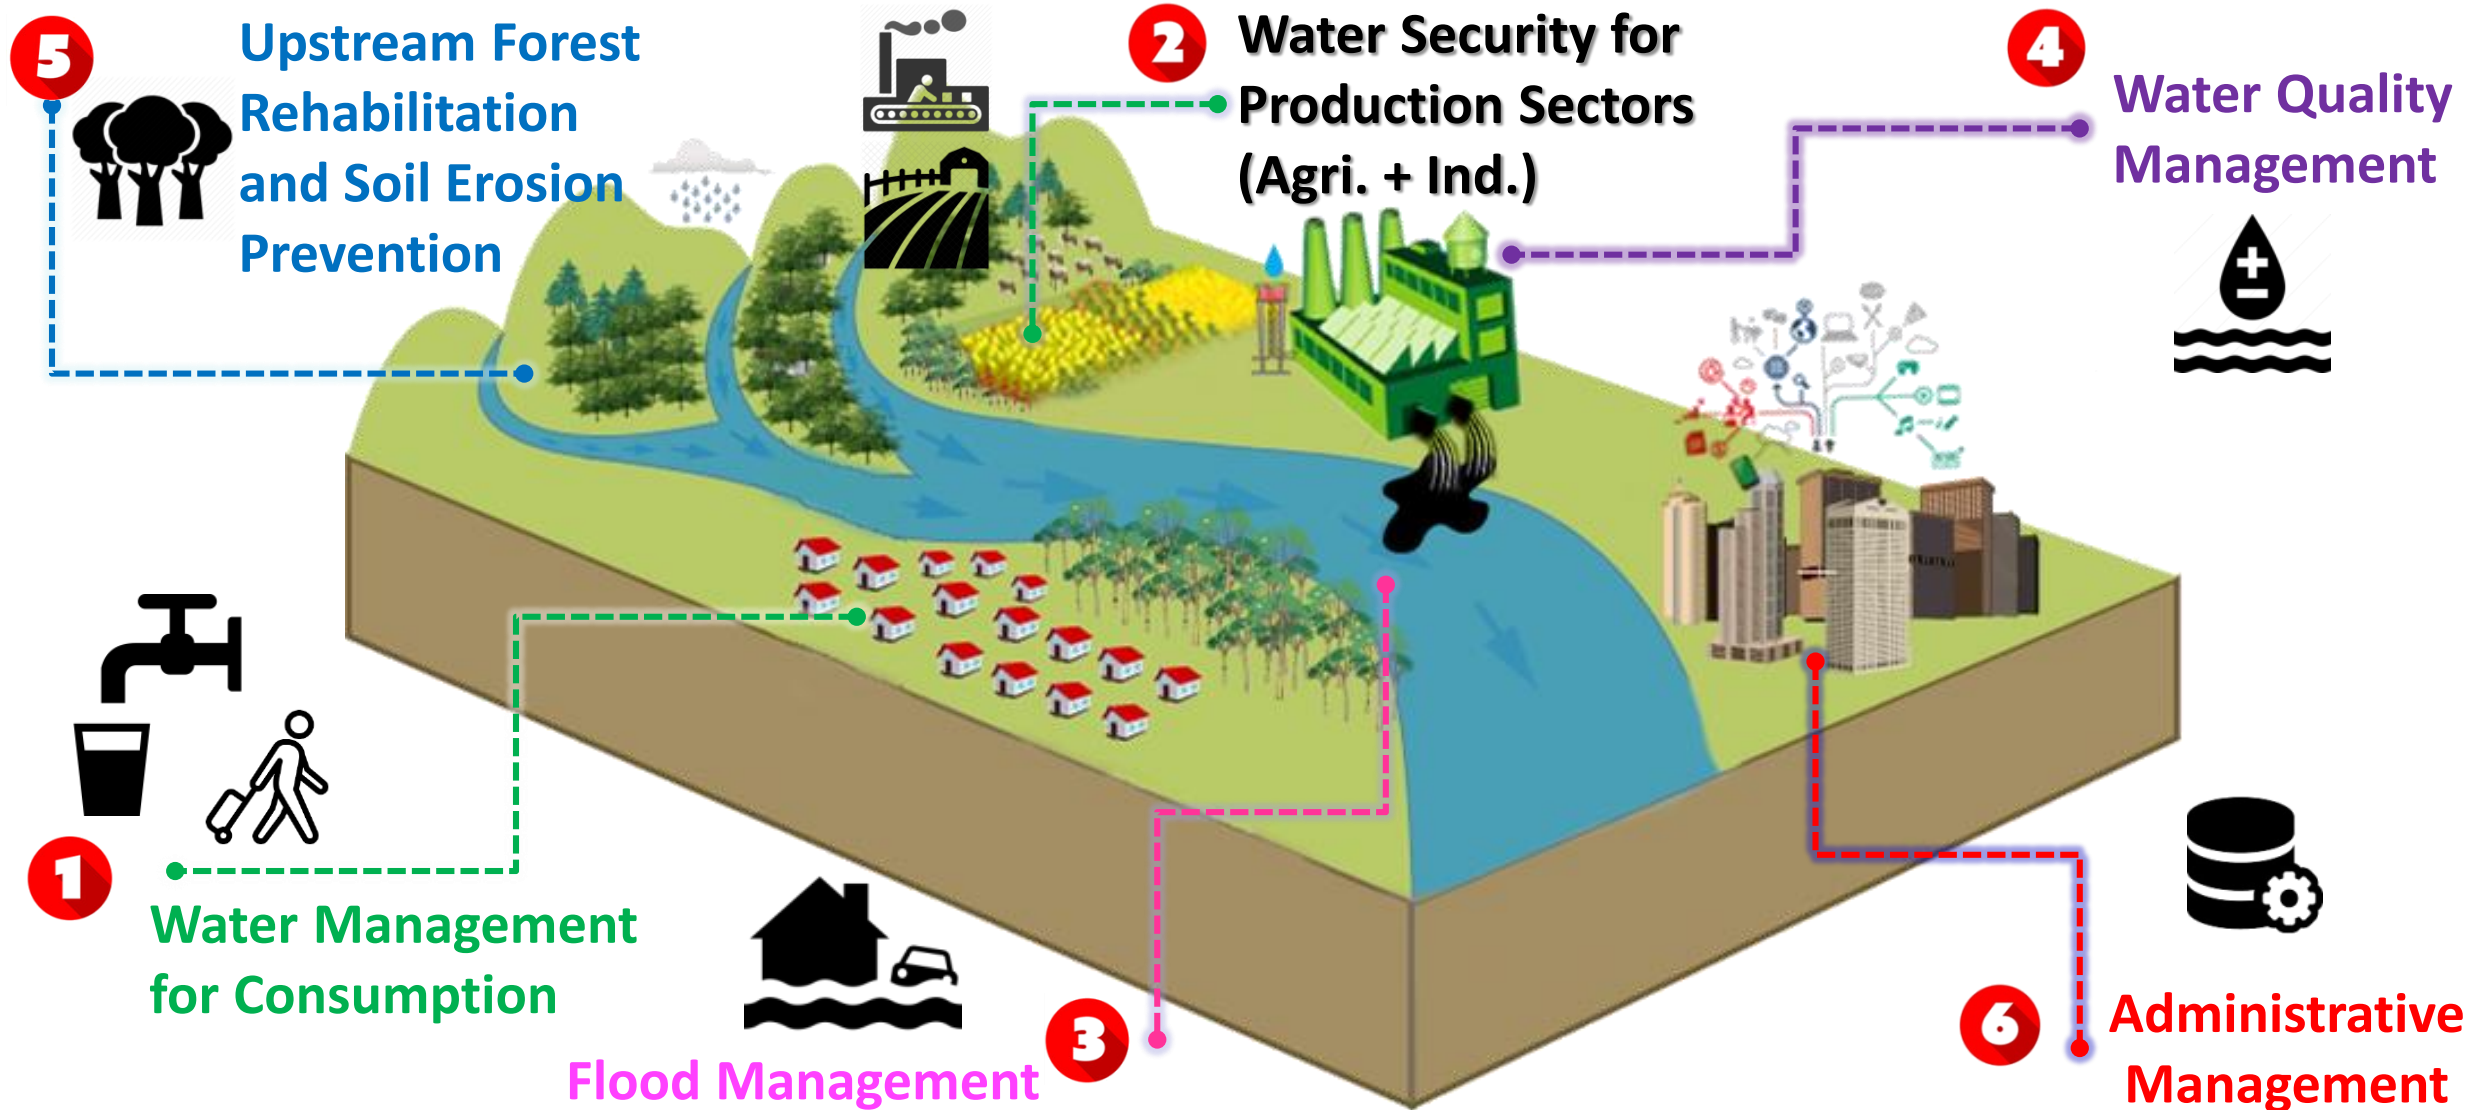 5
Upstream Forest
Rehabilitation
and Soil Erosion
Prevention
2
Water Security for
Production Sectors
(Agri. + Ind.)
4
Water Quality
Management
1
Water Management
for Consumption
3
Flood Management
6
Administrative
Management